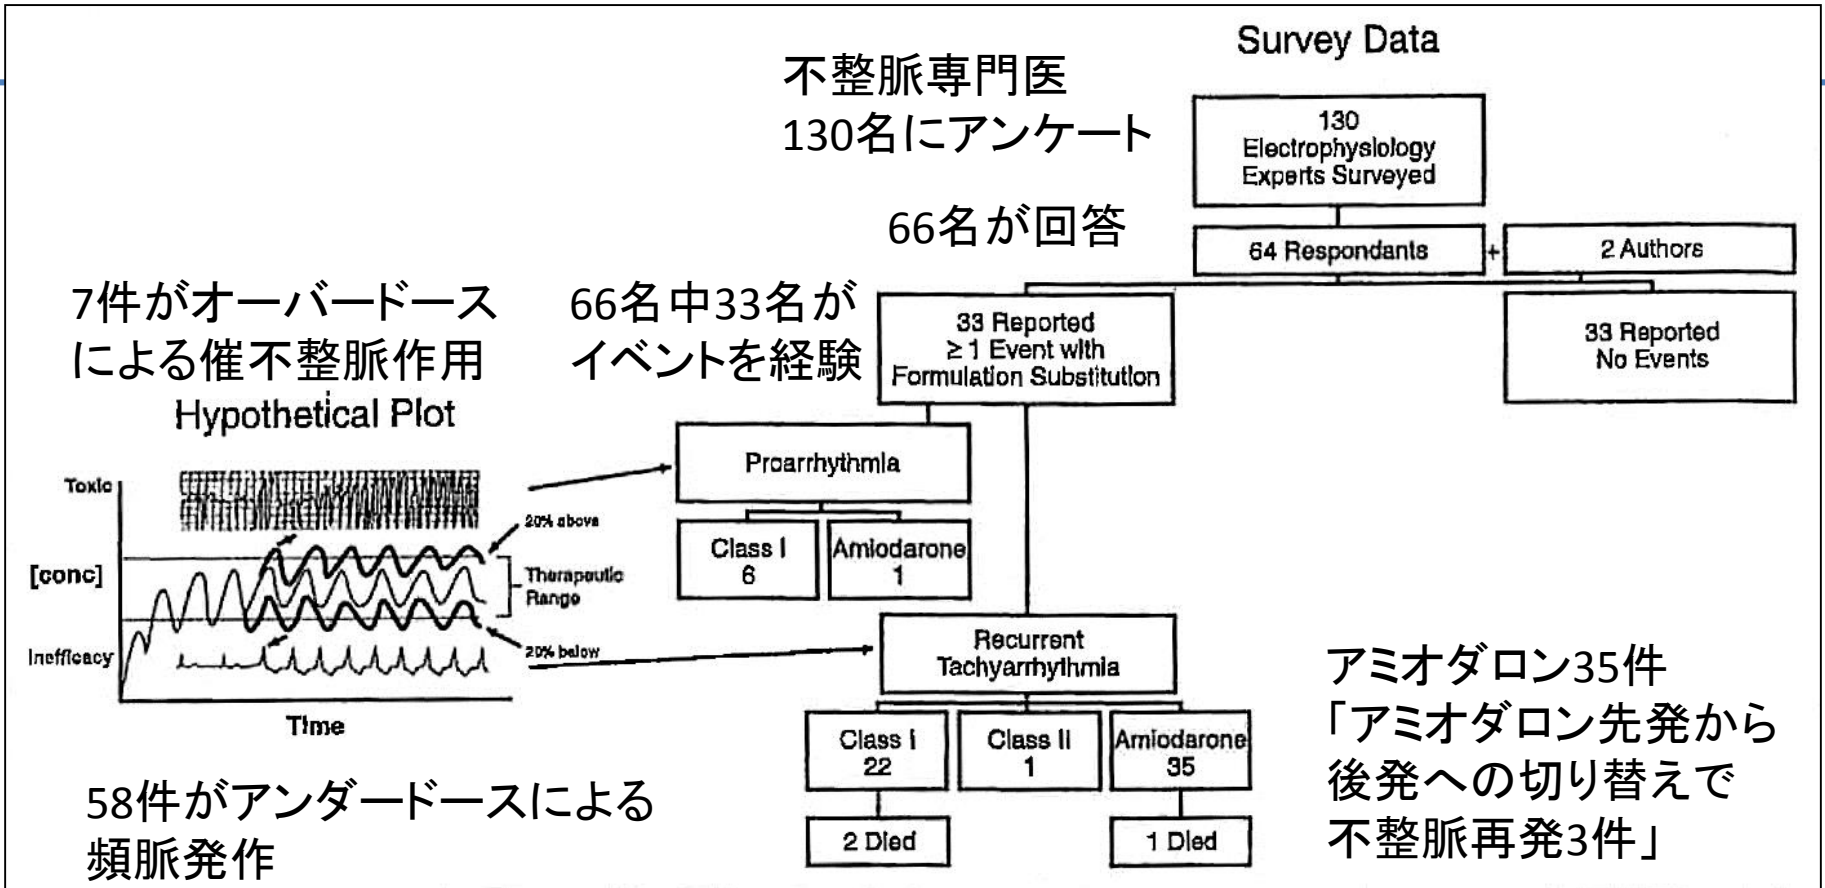 Survey Data
不整脈専門医
130名にアンケート
130
Electrophysiology
Experts Surveyed
66名が回答
64 Respondants
+
2 Authors
7件がオーバードース
による催不整脈作用
66名中33名が
イベントを経験
33 Reported
≥ 1 Event with
Formulation Substitution
33 Reported
No Events
Hypothetical Plot
Proarrhythmia
Class I
6
Amiodarone
1
Toxic
20% above
[conc]
Therapeutic
Range
Inefficacy
20% below
Time
Recurrent
Tachyarrhythmia
Class I
22
Class II
1
Amiodarone
35
2 Died
1 Died
58件がアンダードースによる
頻脈発作
アミオダロン35件
「アミオダロン先発から
後発への切り替えで
不整脈再発3件」